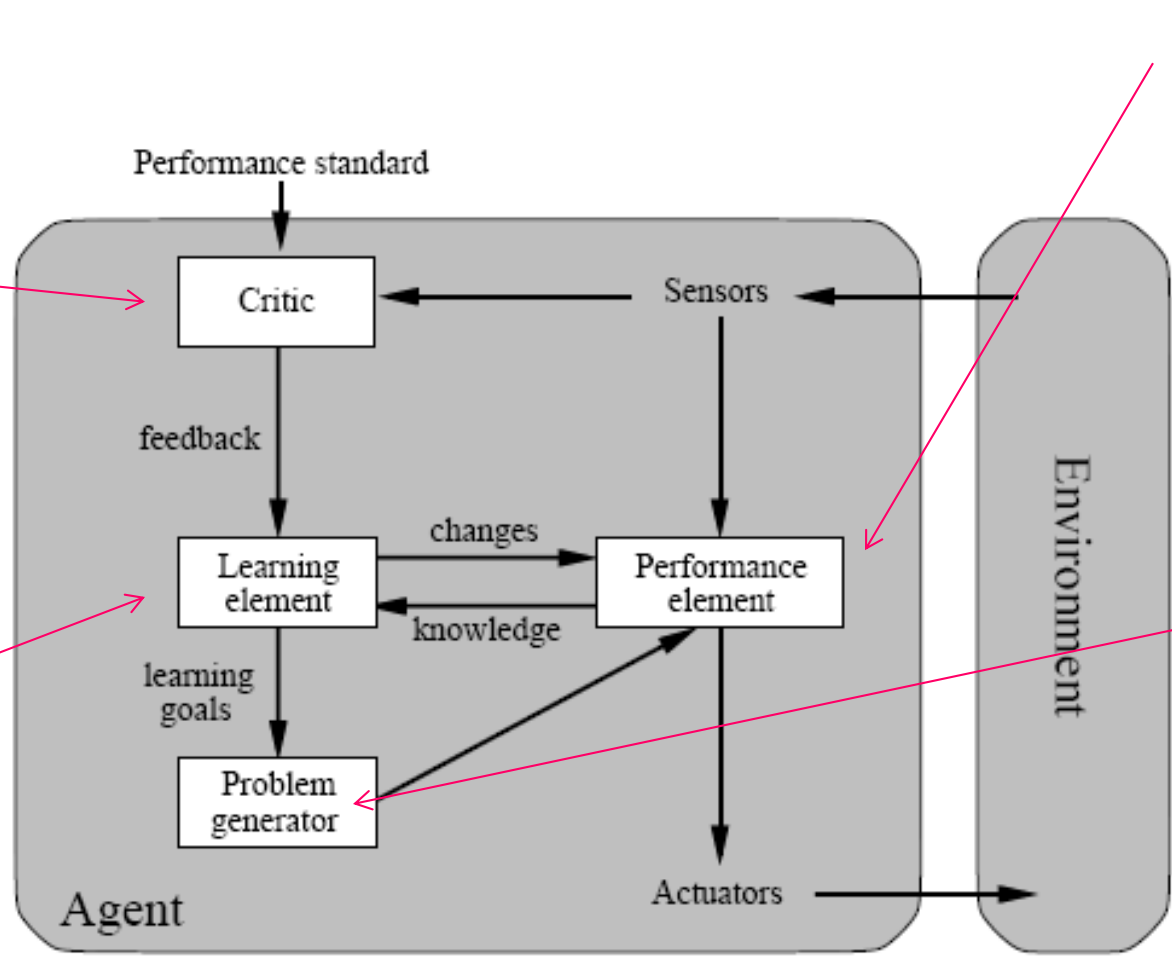 Performance standard
Critic
Sensors
feedback
changes
Learning
element
Performance
element
knowledge
learning
goals
Problem
generator
Agent
Actuators
Environment